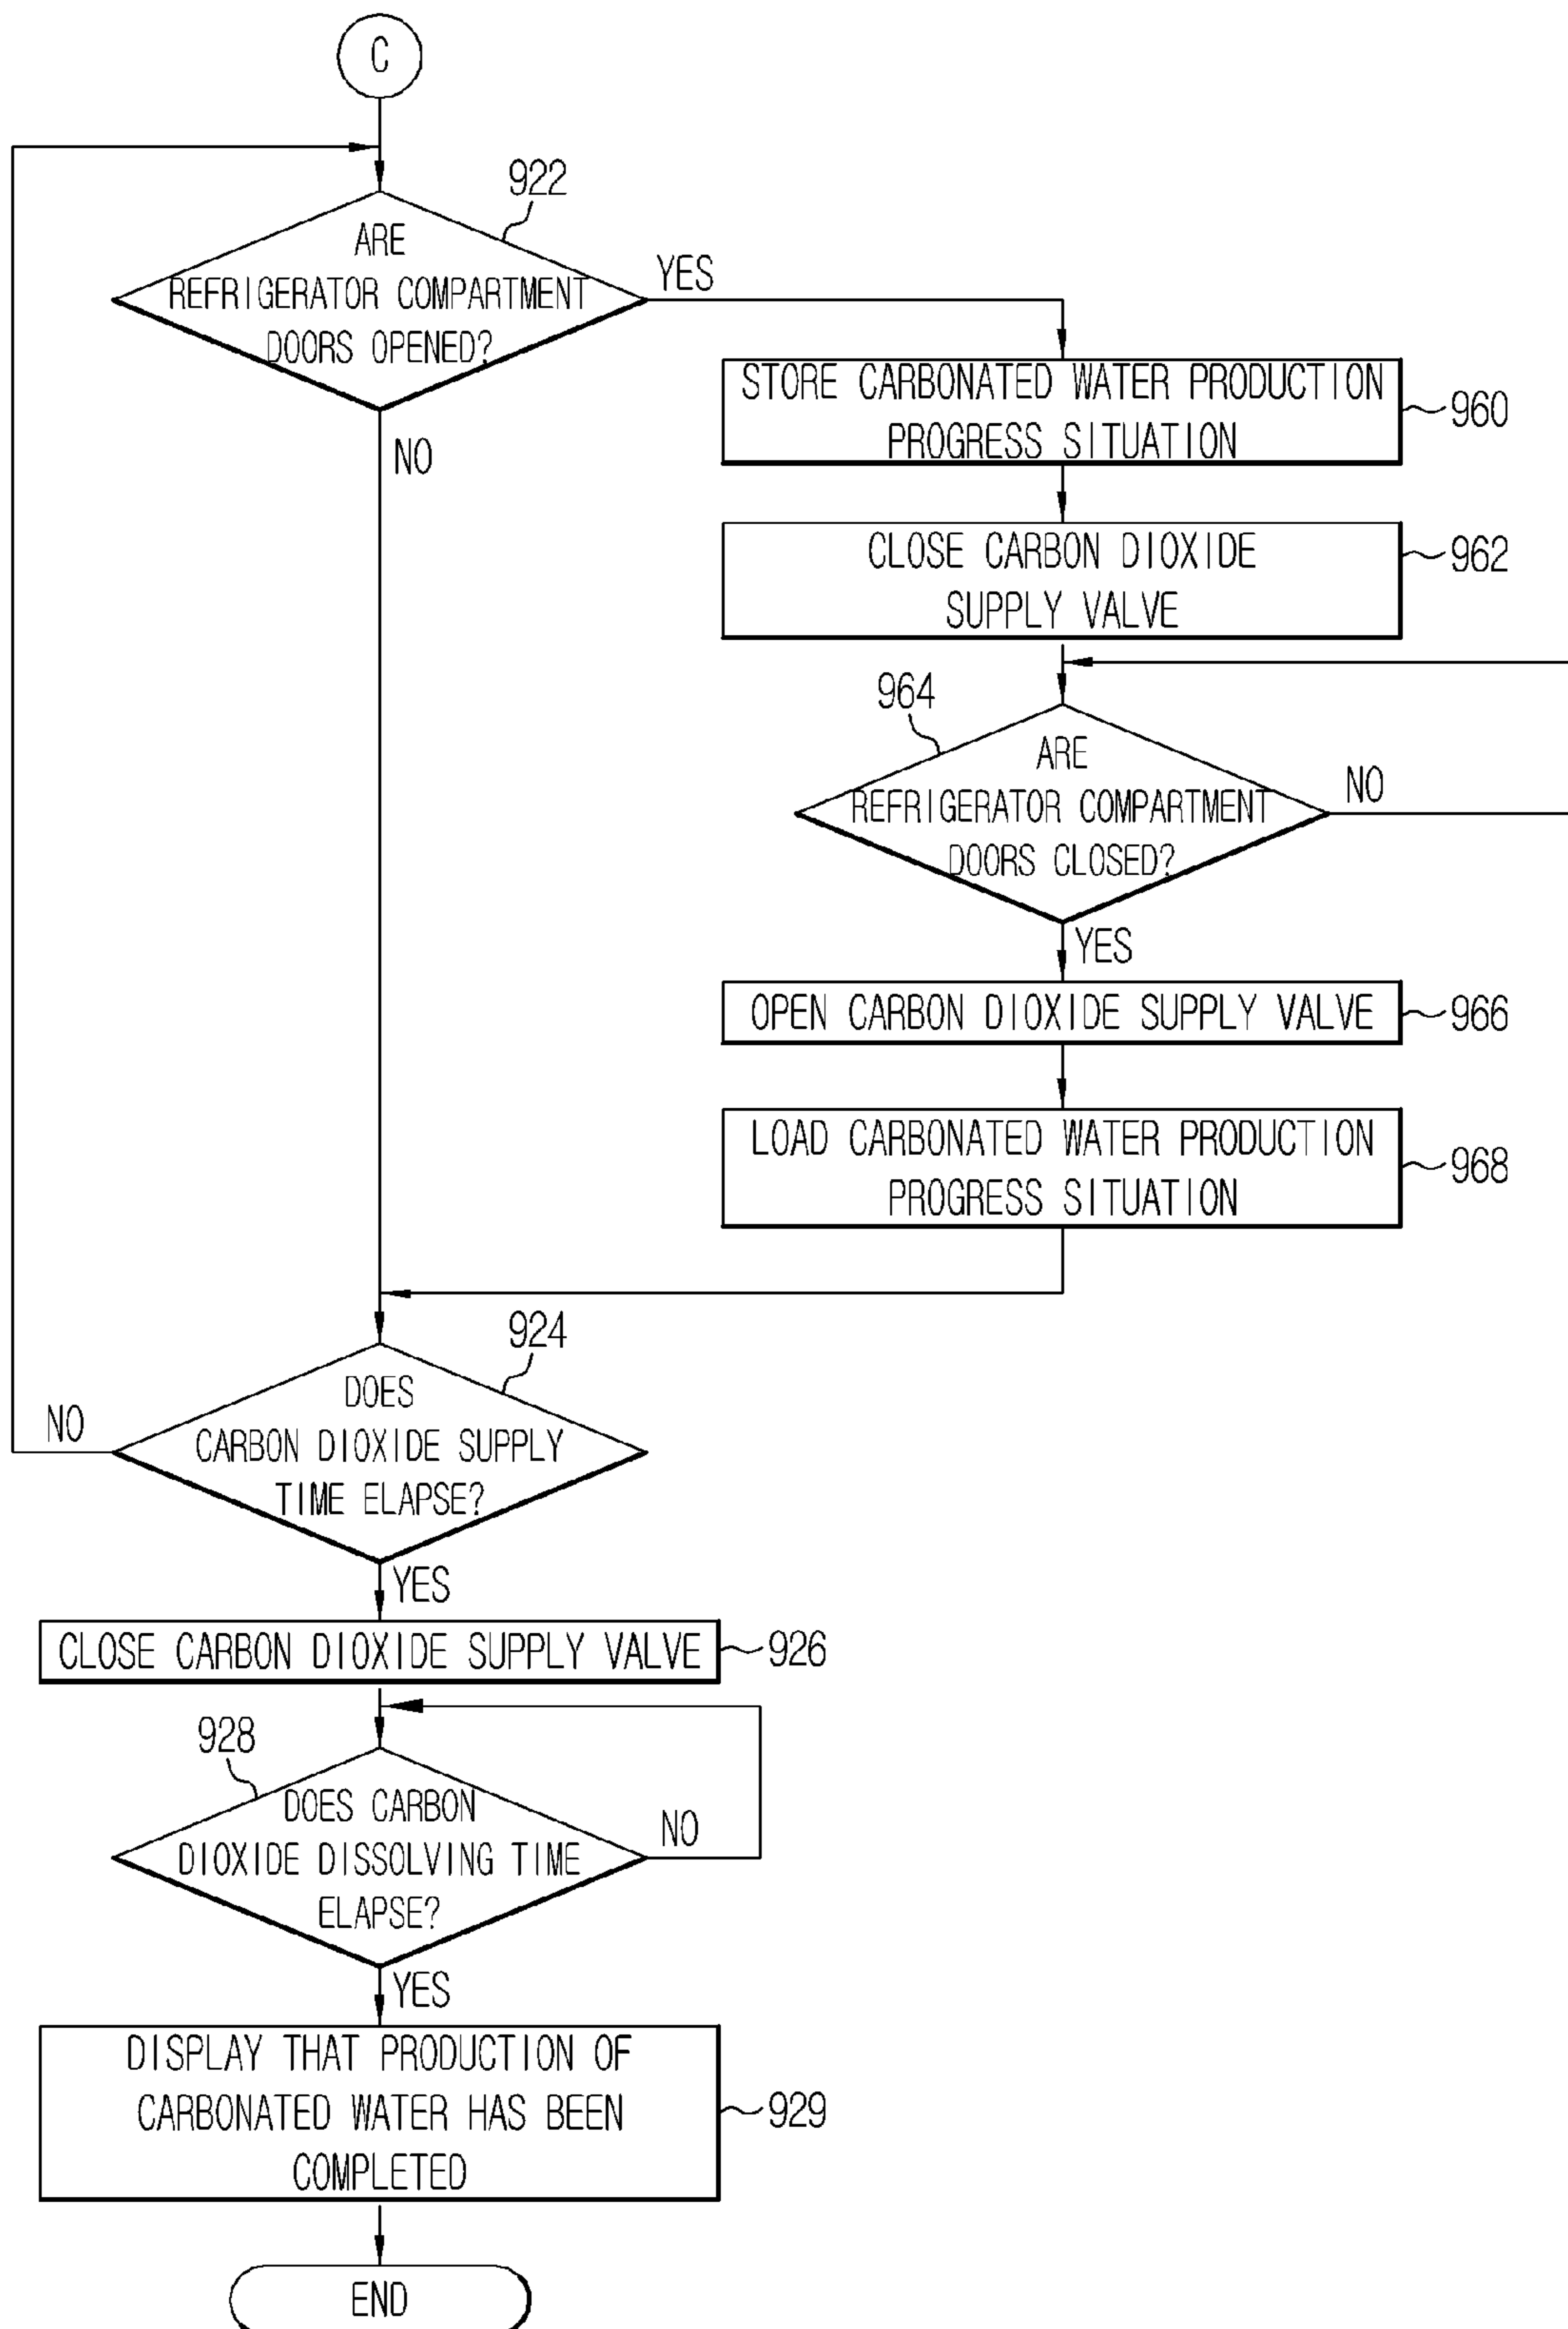 C
922
ARE
REFRIGERATOR COMPARTMENT
DOORS OPENED?
YES
NO
STORE CARBONATED WATER PRODUCTION
PROGRESS SITUATION
960
CLOSE CARBON DIOXIDE
SUPPLY VALVE
962
964
ARE
REFRIGERATOR COMPARTMENT
DOORS CLOSED?
NO
YES
OPEN CARBON DIOXIDE SUPPLY VALVE
966
LOAD CARBONATED WATER PRODUCTION
PROGRESS SITUATION
968
924
DOES
CARBON DIOXIDE SUPPLY
TIME ELAPSE?
NO
YES
CLOSE CARBON DIOXIDE SUPPLY VALVE
926
928
DOES CARBON
DIOXIDE DISSOLVING TIME
ELAPSE?
NO
YES
DISPLAY THAT PRODUCTION OF
CARBONATED WATER HAS BEEN
COMPLETED
929
END